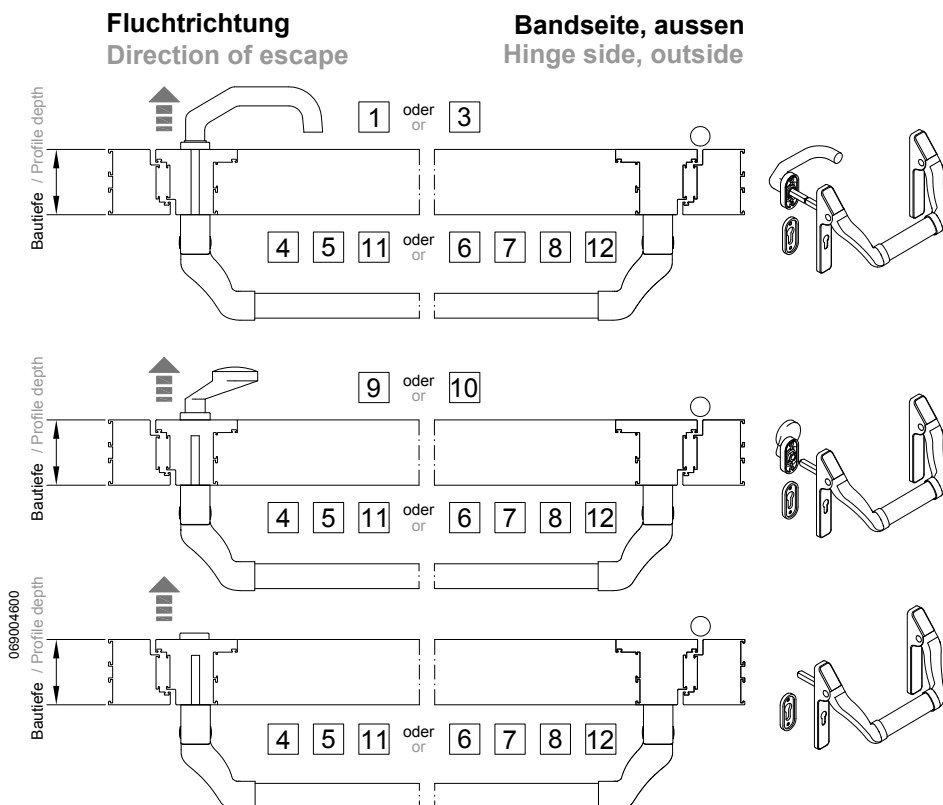 Fluchtrichtung
Direction of escape
Bandseite, aussen
Hinge side, outside
Bautiefe / Profile depth
1 oder 3
or
4 5 11 oder 6 7 8 12
or
Bautiefe / Profile depth
9 oder 10
or
4 5 11 oder 6 7 8 12
or
069004600
Bautiefe / Profile depth
4 5 11 oder 6 7 8 12
or